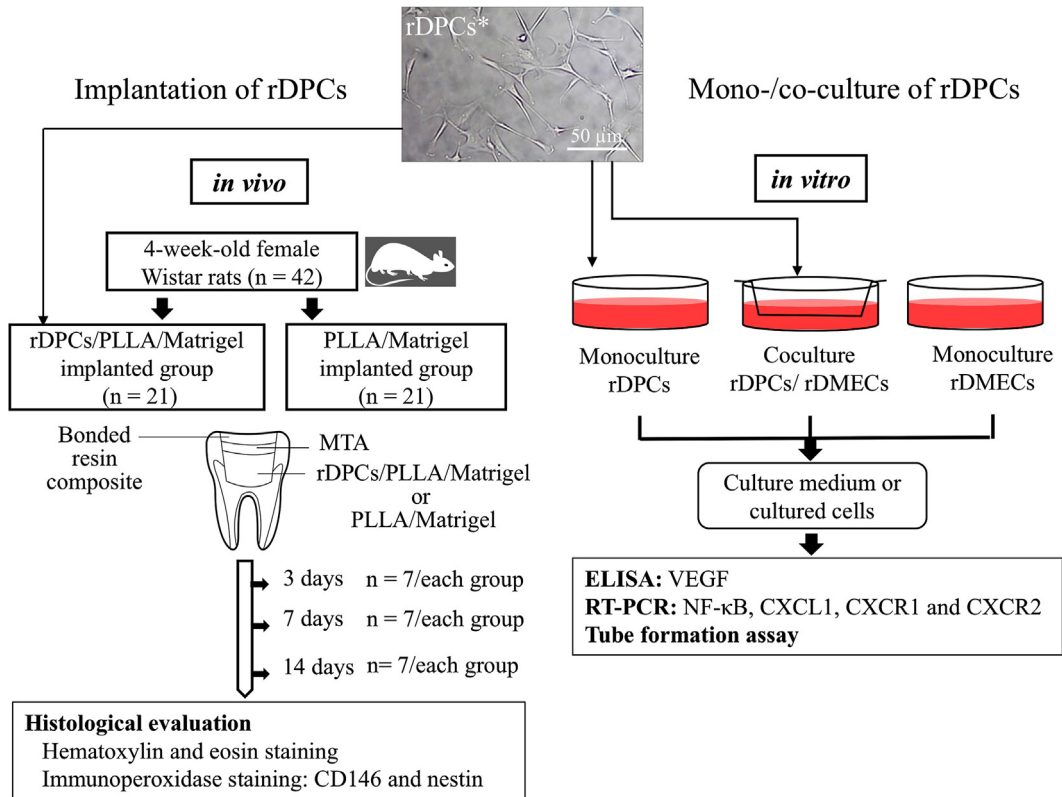 rDPCs*
50 µm
Implantation of rDPCs
in vivo
4-week-old female
Wistar rats (n = 42)
rDPCs/PLLA/Matrigel
implanted group
(n = 21)
PLLA/Matrigel
implanted group
(n = 21)
Bonded
resin
composite
MTA
rDPCs/PLLA/Matrigel
or
PLLA/Matrigel
3 days n = 7/each group
7 days n = 7/each group
14 days n= 7/each group
Histological evaluation
Hematoxylin and eosin staining
Immunoperoxidase staining: CD146 and nestin
Mono-/co-culture of rDPCs
in vitro
Monoculture
rDPCs
Coculture
rDPCs/ rDMECs
Monoculture
rDMECs
Culture medium or
cultured cells
ELISA: VEGF
RT-PCR: NF-κB, CXCL1, CXCR1 and CXCR2
Tube formation assay